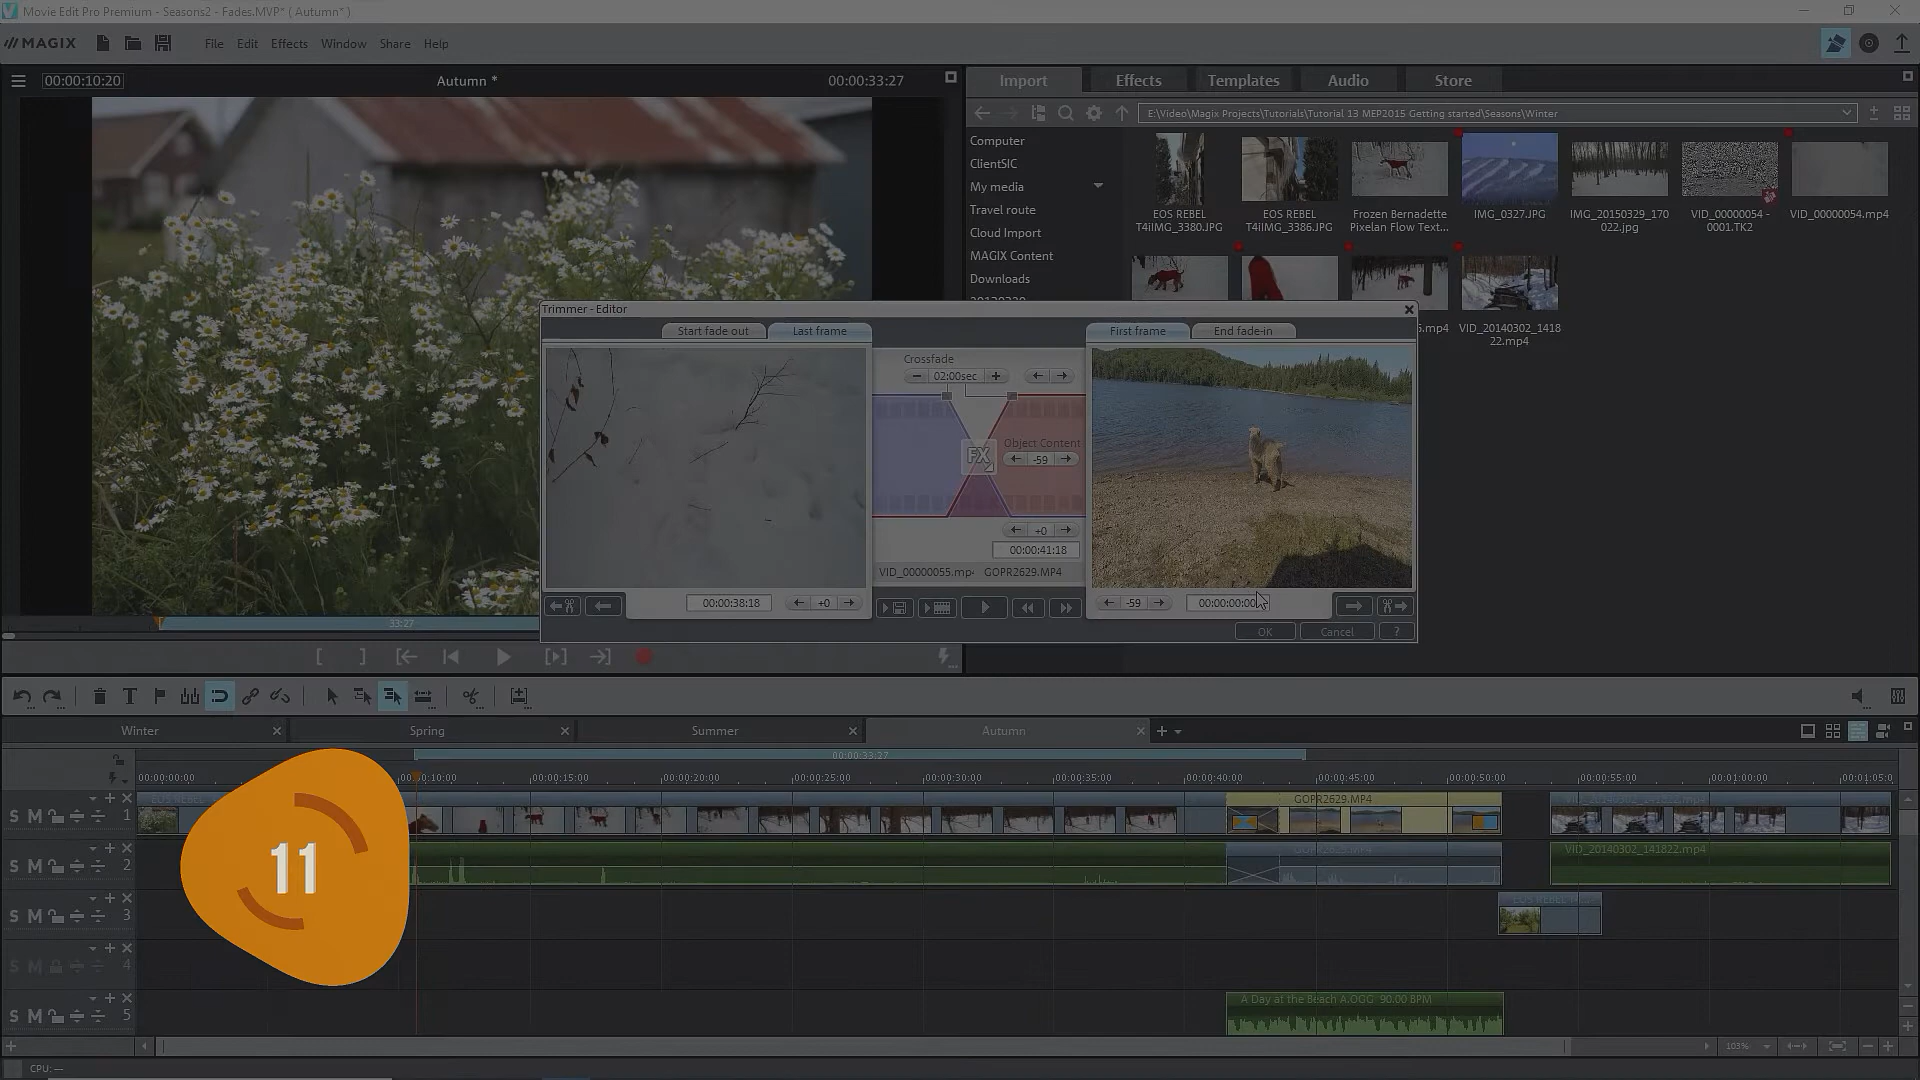 Movie Edit Pro Premium - Seasons2 - Fades.MVP* ( Autumn* )
MAGIX
File Edit Effects Window Share Help
00:00:10:20
Autumn *
00:00:33:27
Import Effects Templates Audio Store
E:\Video\Magix Projects\Tutorials\Tutorial 13 MEP2015 Getting started\Seasons\Winter
Computer
ClientSIC
My media
Travel route
Cloud Import
MAGIX Content
Downloads
EOS REBEL
T4iIMG_3380.JPG
EOS REBEL
T4iIMG_3386.JPG
Frozen Bernadette
Pixelan Flow Text...
IMG_0327.JPG
IMG_20150329_170
022.jpg
VID_00000054 -
0001.TK2
VID_00000054.mp4
.mp4
VID_20140302_1418
22.mp4
Trimmer - Editor
Start fade out Last frame
First frame End fade-in
Crossfade
02:00sec
Object Content
-59
FX
+0
00:00:41:18
VID_00000055.mp4 GOPR2629.MP4
00:00:38:18
+0
-59
00:00:00:00
OK Cancel ?
33:27
Winter Spring Summer Autumn
00:00:33:27
00:00:00:00 00:00:10:00 00:00:15:00 00:00:20:00 00:00:25:00 00:00:30:00 00:00:35:00 00:00:40:00 00:00:45:00 00:00:50:00 00:00:55:00 00:01:00:00 00:01:05:0
EOS REBEL
GOPR2629.MP4
VID_20140302_141822.mp4
S M 1
GOPR2629.MP4
VID_20140302_141822.mp4
S M 2
EOS REBEL
S M 3
S M 4
A Day at the Beach A.OGG 90.00 BPM
S M 5
11
103%
CPU: —